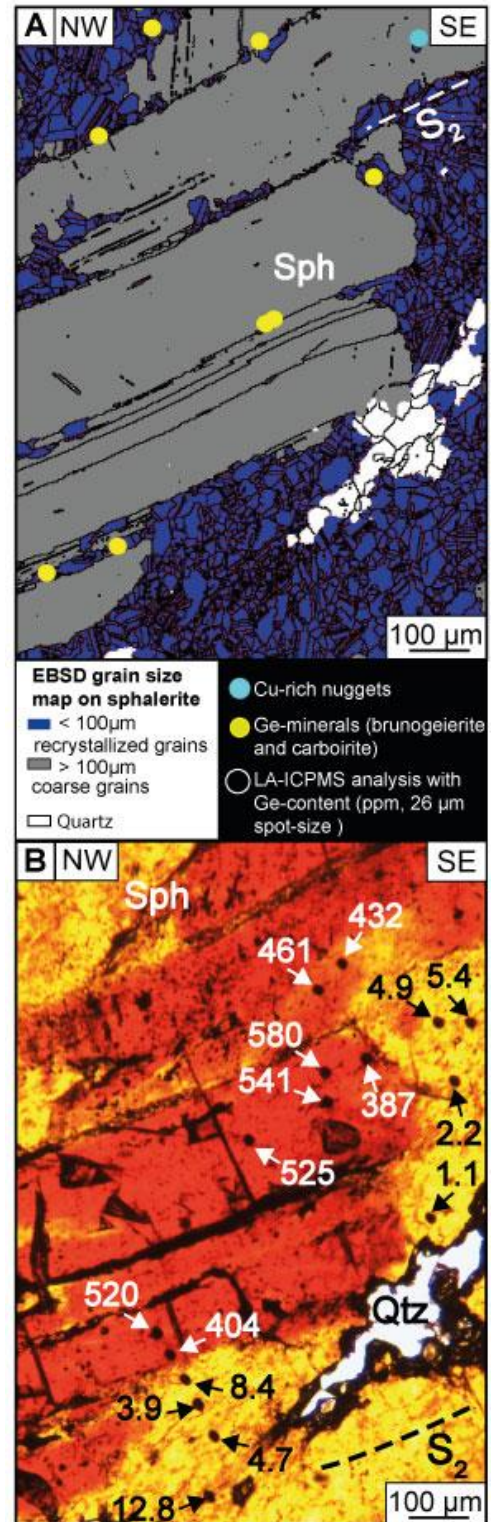 A NW
SE
S2
Sph
100 µm
EBSD grain size
map on sphalerite
< 100µm
recrystallized grains
> 100µm
coarse grains
Quartz
Cu-rich nuggets
Ge-minerals (brunogeierite
and carboirite)
LA-ICPMS analysis with
Ge-content (ppm, 26 µm
spot-size )
B NW
SE
Sph
432
461
4.9
5.4
580
541
387
2.2
525
1.1
520
404
Qtz
8.4
3.9
4.7
S2
12.8
100 µm